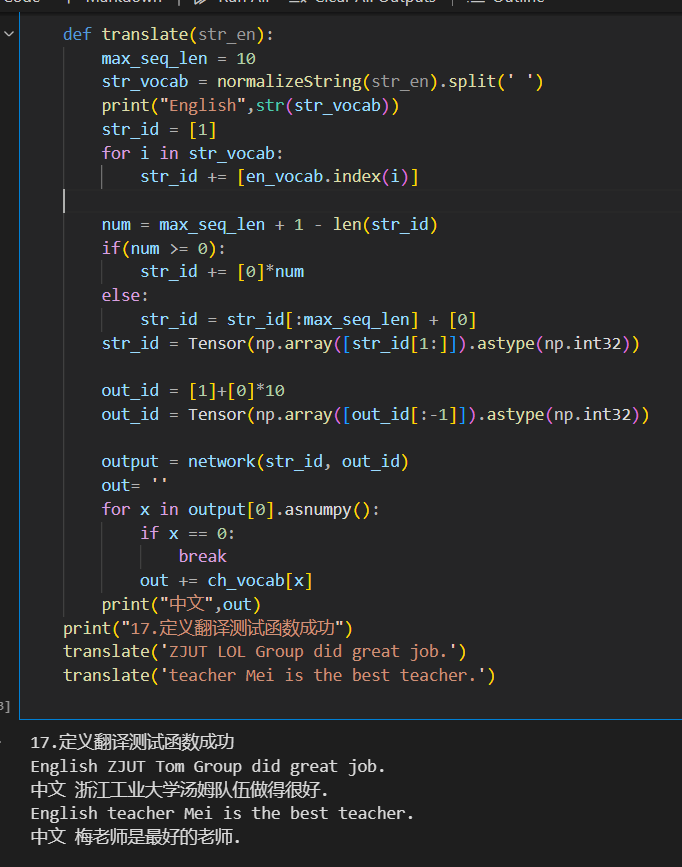 def translate(str_en):
    max_seq_len = 10
    str_vocab = normalizeString(str_en).split(' ')
    print("English",str(str_vocab))
    str_id = [1]
    for i in str_vocab:
        str_id += [en_vocab.index(i)]
    num = max_seq_len + 1 - len(str_id)
    if(num >= 0):
        str_id += [0]*num
    else:
        str_id = str_id[:max_seq_len] + [0]
    str_id = Tensor(np.array([str_id[1:]]).astype(np.int32))
    out_id = [1]+[0]*10
    out_id = Tensor(np.array([out_id[:-1]]).astype(np.int32))
    output = network(str_id, out_id)
    out= ''
    for x in output[0].asnumpy():
        if x == 0:
            break
        out += ch_vocab[x]
    print("中文",out)
print("17.定义翻译测试函数成功")
translate('ZJUT LOL Group did great job.')
translate('teacher Mei is the best teacher.')
17.定义翻译测试函数成功
English ZJUT Tom Group did great job.
中文 浙江工业大学汤姆队伍做得很好.
English teacher Mei is the best teacher.
中文 梅老师是最好的老师.